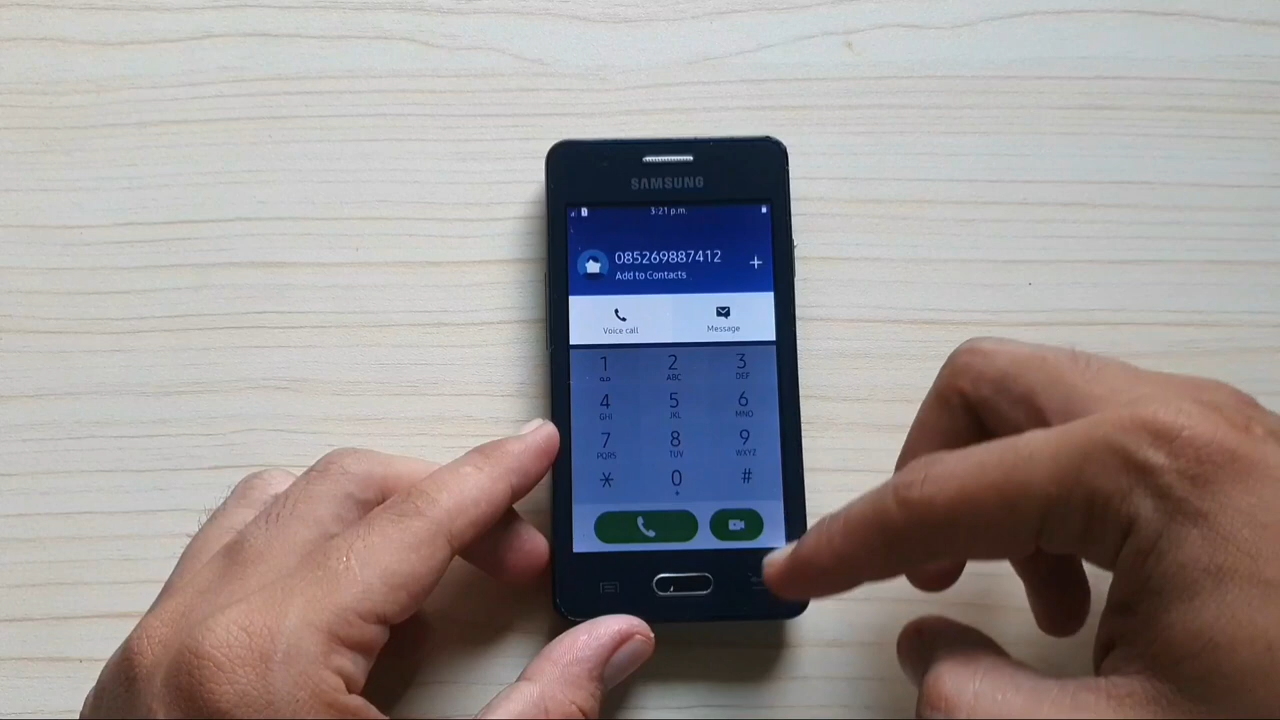 SAMSUNG
3:21 p.m.
085269887412
Add to Contacts
Voice call
Message
1 2 3
ABC DEF
4 5 6
GHI JKL MNO
7 8 9
PQRS TUV WXYZ
* 0 #
+